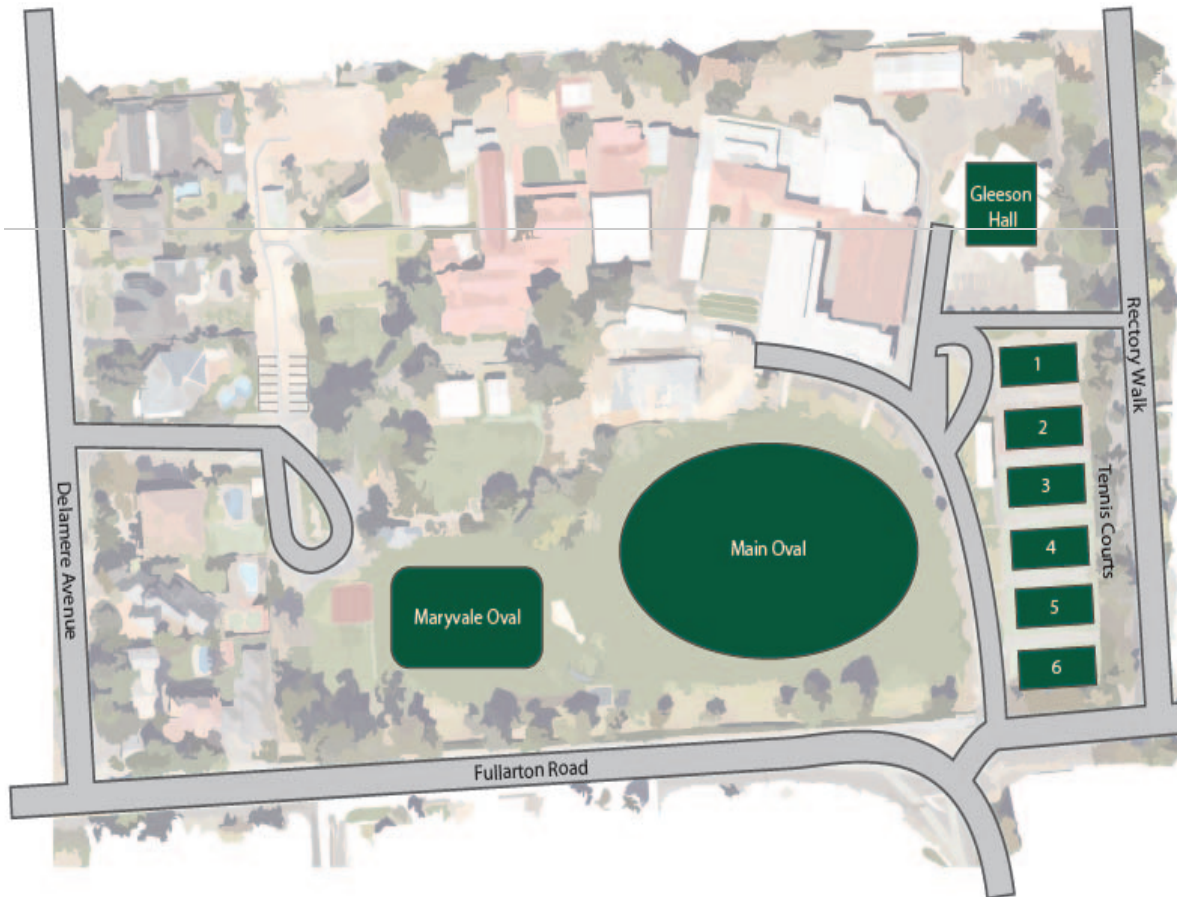 Gleeson
Hall
Rectory Walk
1
2
3
4
5
6
Tennis Courts
Main Oval
Maryvale Oval
Delamere Avenue
Fullarton Road